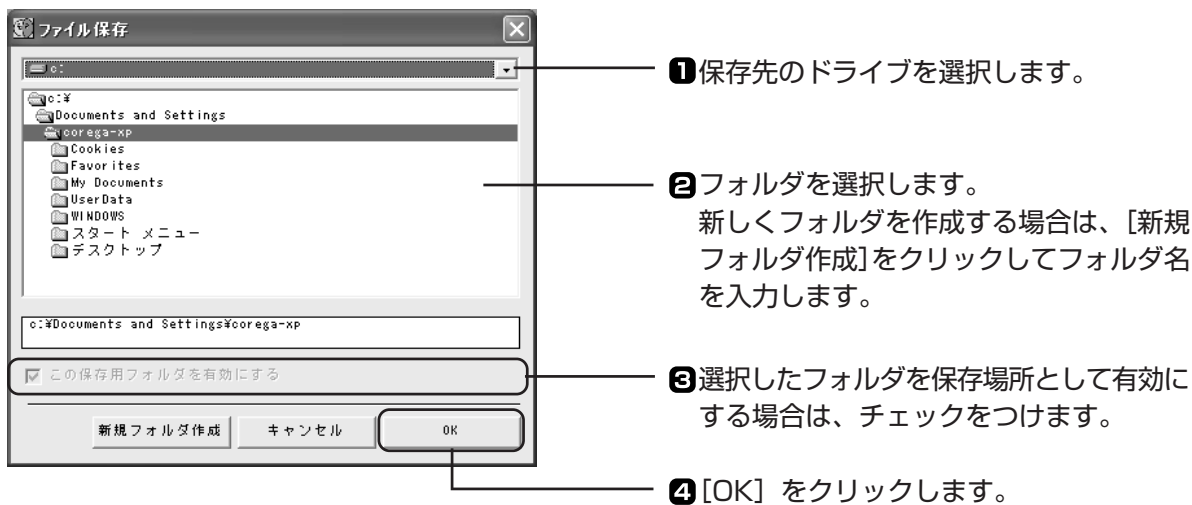 ファイル保存
c:
c:¥
Documents and Settings
corega-xp
Cookies
Favorites
My Documents
UserData
WINDOWS
スタート メニュー
デスクトップ
c:¥Documents and Settings¥corega-xp
この保存用フォルダを有効にする
新規フォルダ作成 キャンセル OK
1保存先のドライブを選択します。
2フォルダを選択します。
新しくフォルダを作成する場合は、[新規
フォルダ作成]をクリックしてフォルダ名
を入力します。
3選択したフォルダを保存場所として有効に
する場合は、チェックをつけます。
4[OK] をクリックします。